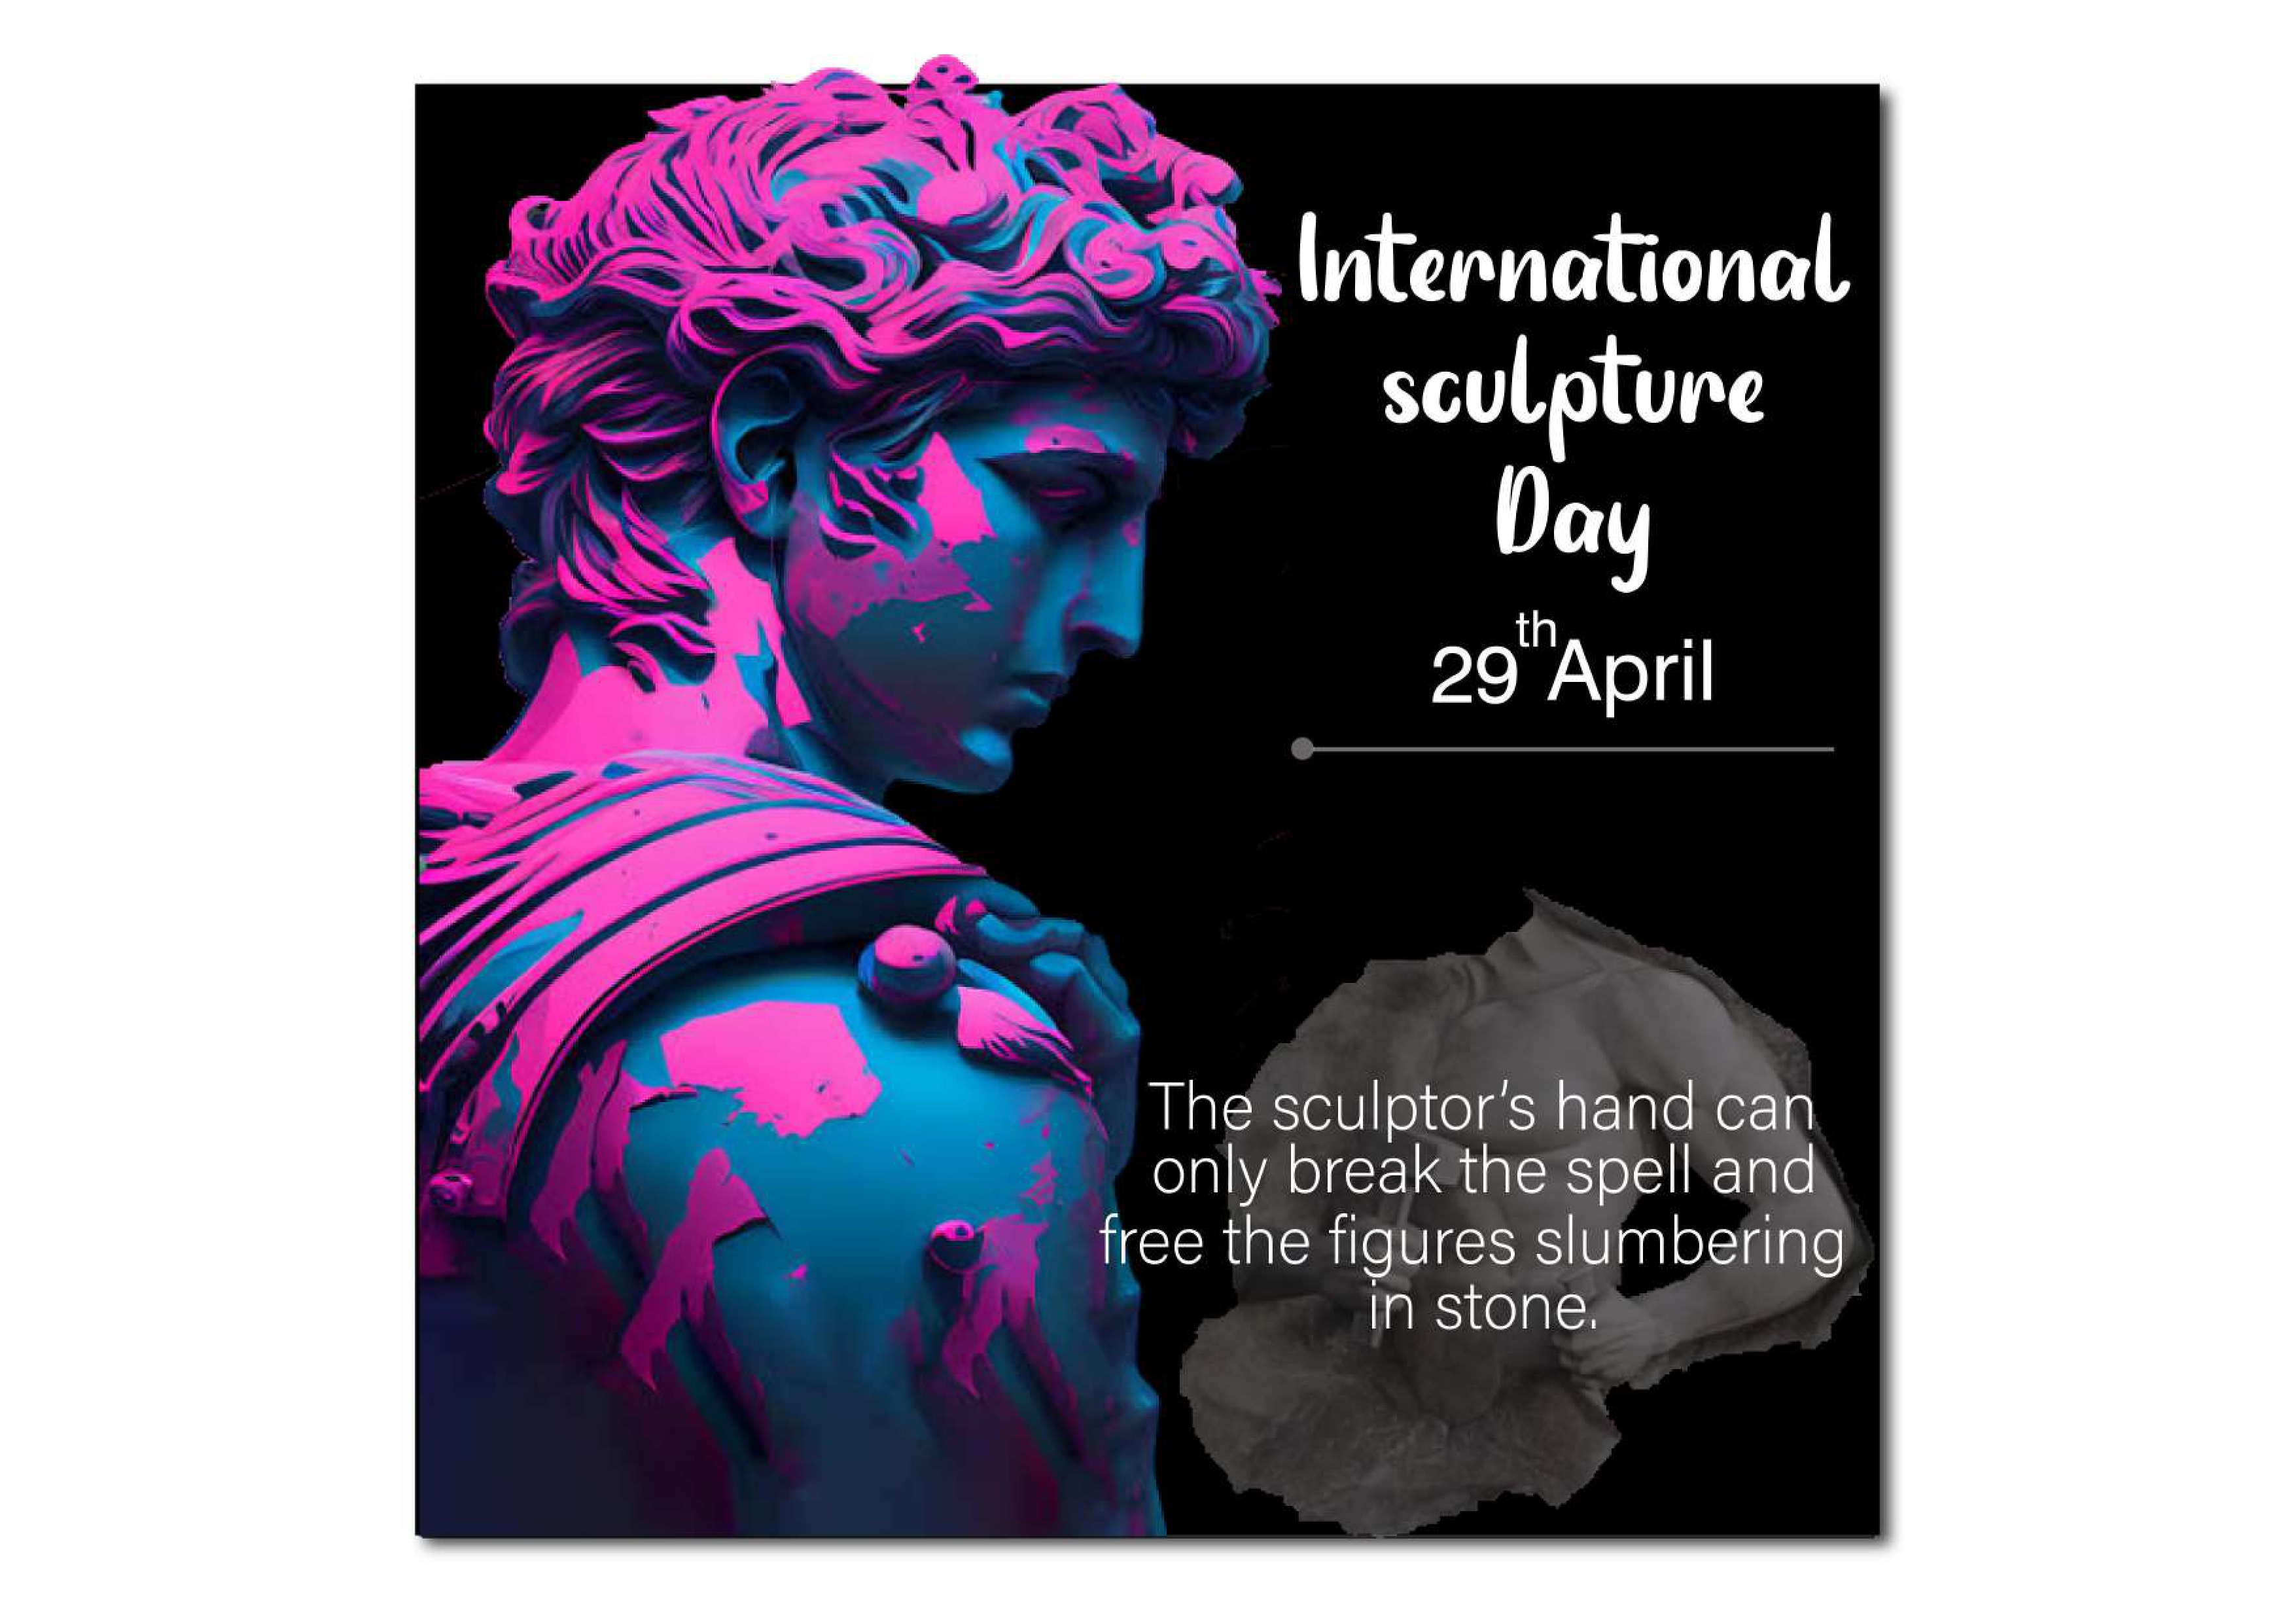 International
sculpture
Day
29th April
The sculptor’s hand can
only break the spell and
free the figures slumbering
in stone.